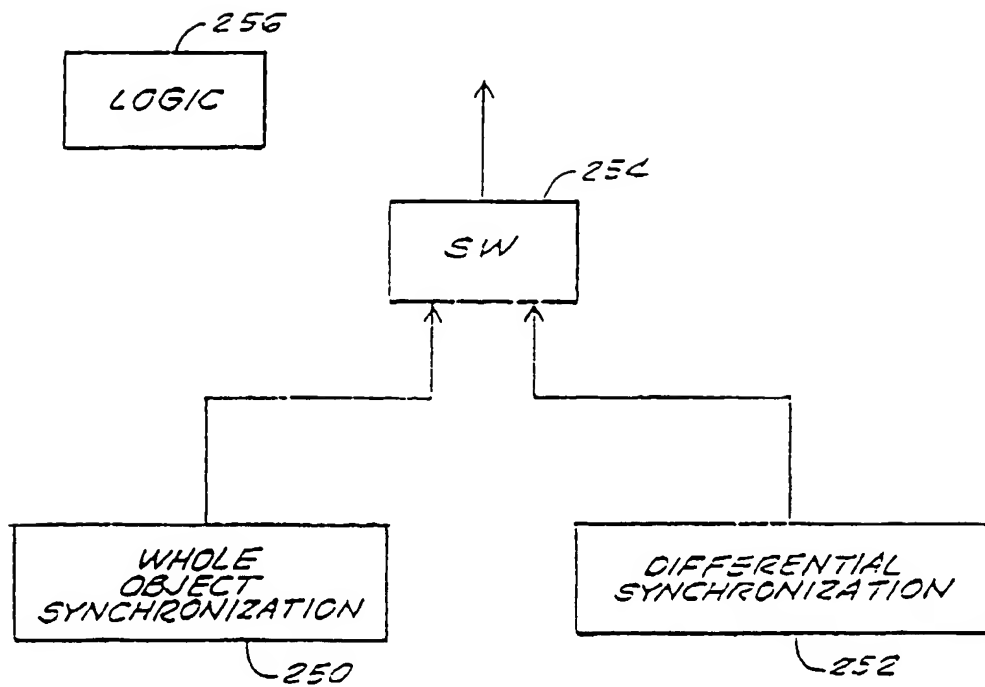 256
LOGIC
254
SW
WHOLE
OBJECT
SYNCHRONIZATION
DIFFERENTIAL
SYNCHRONIZATION
250
252